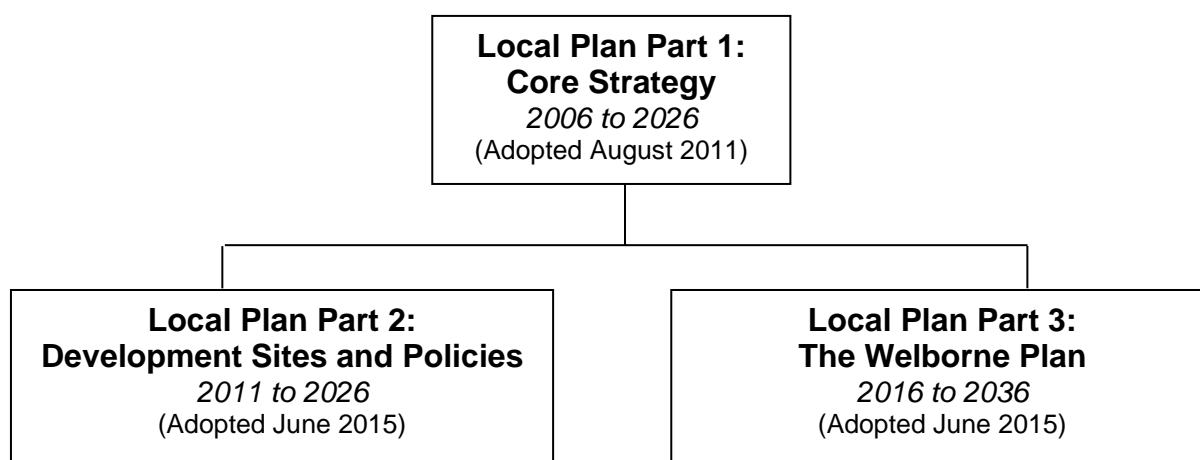 Local Plan Part 1:
Core Strategy
2006 to 2026
(Adopted August 2011)
Local Plan Part 2:
Development Sites and Policies
2011 to 2026
(Adopted June 2015)
Local Plan Part 3:
The Welborne Plan
2016 to 2036
(Adopted June 2015)